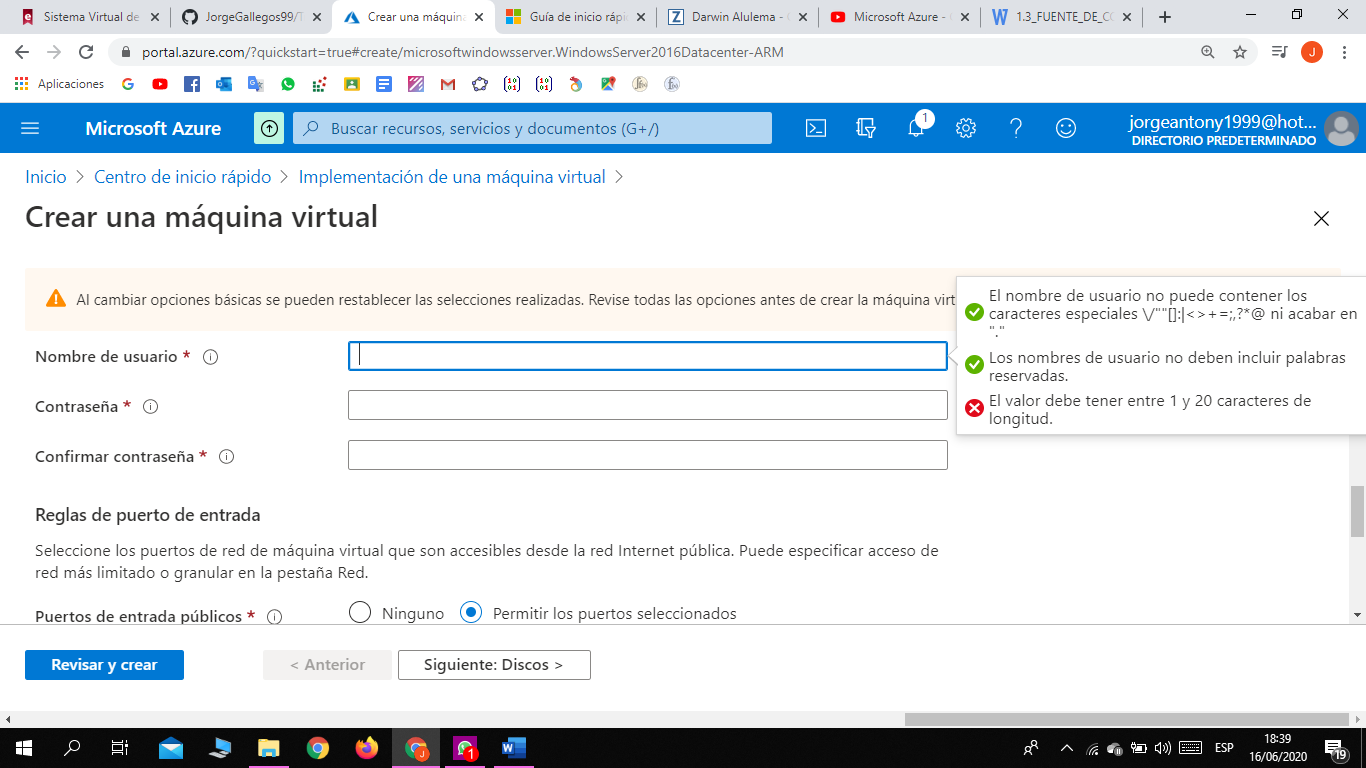 Sistema Virtual de
JorgeGallegos99/T
Crear una máquina
Guía de inicio rápi
Darwin Alulema -
Microsoft Azure -
1.3_FUENTE_DE_CO
portal.azure.com/?quickstart=true#create/microsoftwindowsserver.WindowsServer2016Datacenter-ARM
J
Aplicaciones
Microsoft Azure
Buscar recursos, servicios y documentos (G+/)
1
jorgeantony1999@hot...
DIRECTORIO PREDETERMINADO
Inicio > Centro de inicio rápido > Implementación de una máquina virtual >
Crear una máquina virtual
Al cambiar opciones básicas se pueden restablecer las selecciones realizadas. Revise todas las opciones antes de crear la máquina virt
El nombre de usuario no puede contener los
caracteres especiales \/""[]:|<>+=;,?*@ ni acabar en
"."
Los nombres de usuario no deben incluir palabras
reservadas.
El valor debe tener entre 1 y 20 caracteres de
longitud.
Nombre de usuario *
Contraseña *
Confirmar contraseña *
Reglas de puerto de entrada
Seleccione los puertos de red de máquina virtual que son accesibles desde la red Internet pública. Puede especificar acceso de
red más limitado o granular en la pestaña Red.
Puertos de entrada públicos *
Ninguno
Permitir los puertos seleccionados
Revisar y crear
< Anterior
Siguiente: Discos >
ESP
18:39
16/06/2020
19